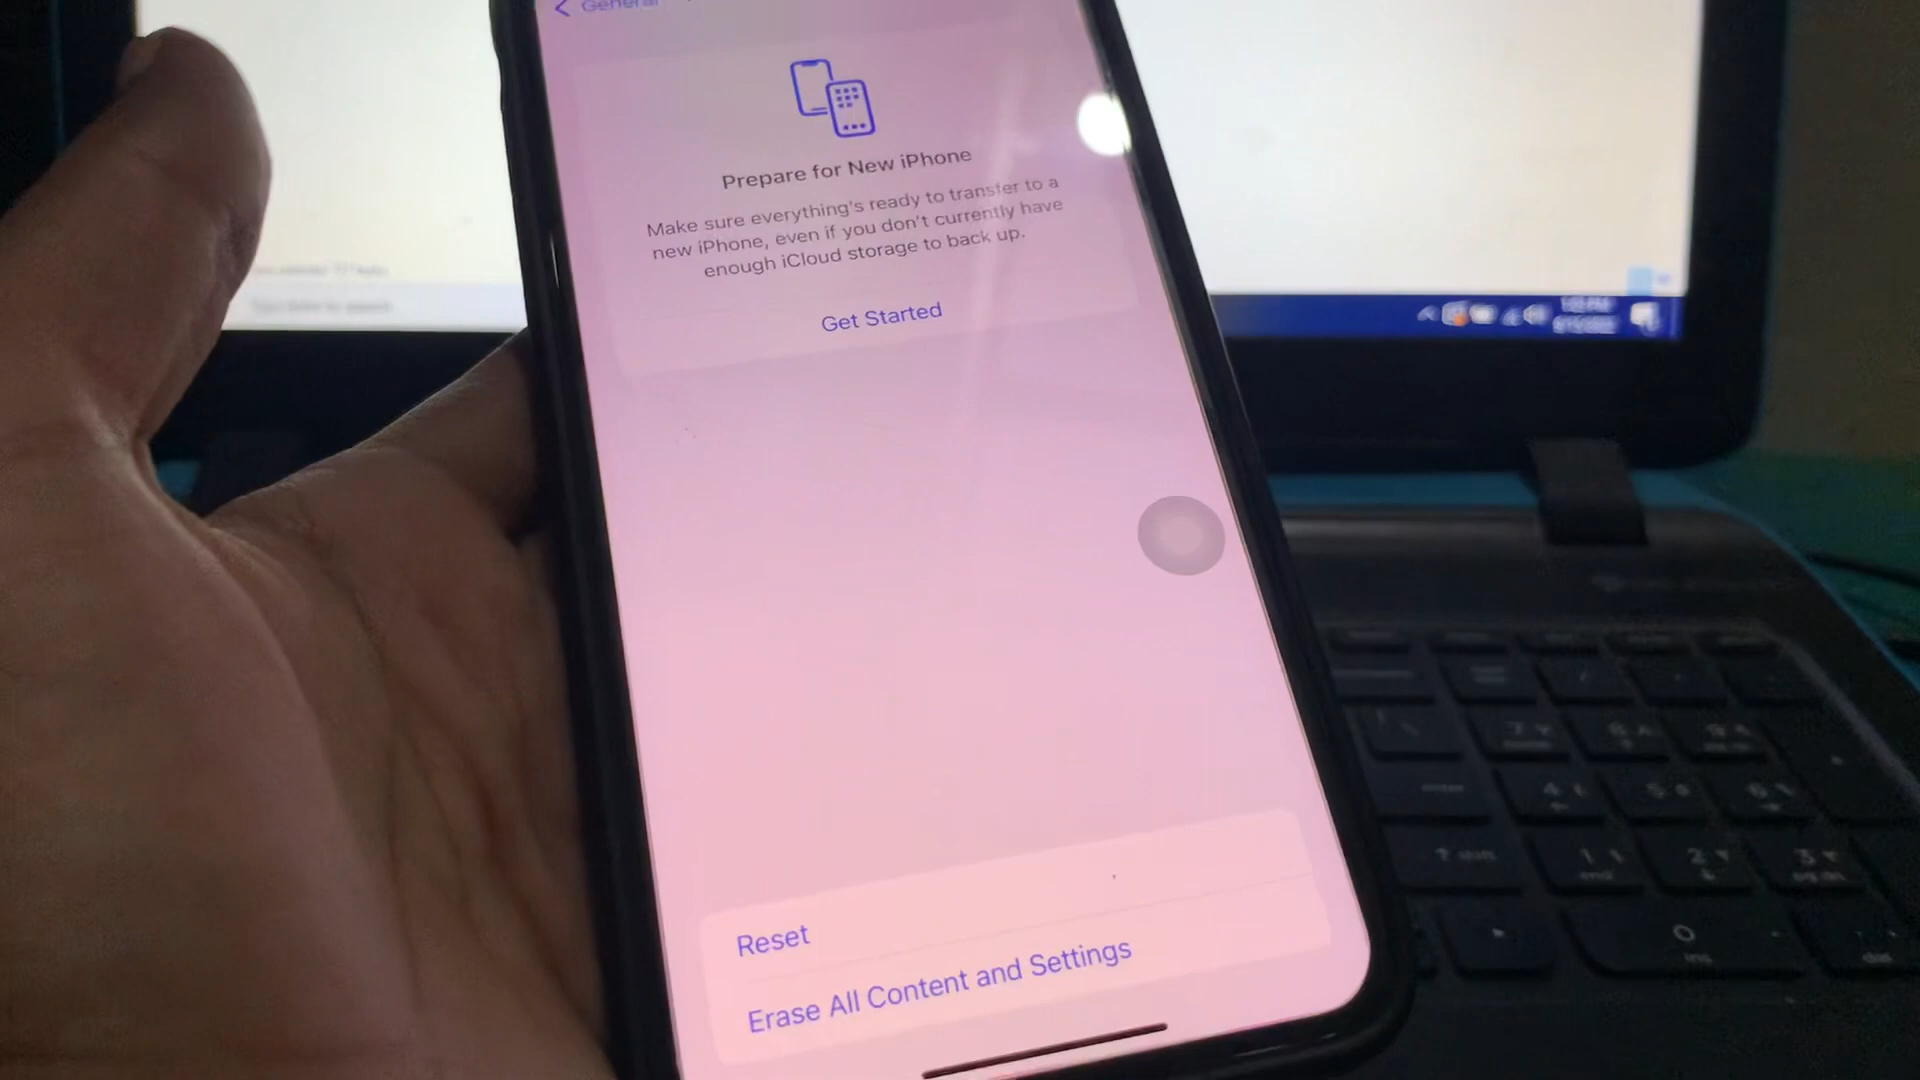 General
Prepare for New iPhone
Make sure everything's ready to transfer to a
new iPhone, even if you don't currently have
enough iCloud storage to back up.
Get Started
Reset
Erase All Content and Settings